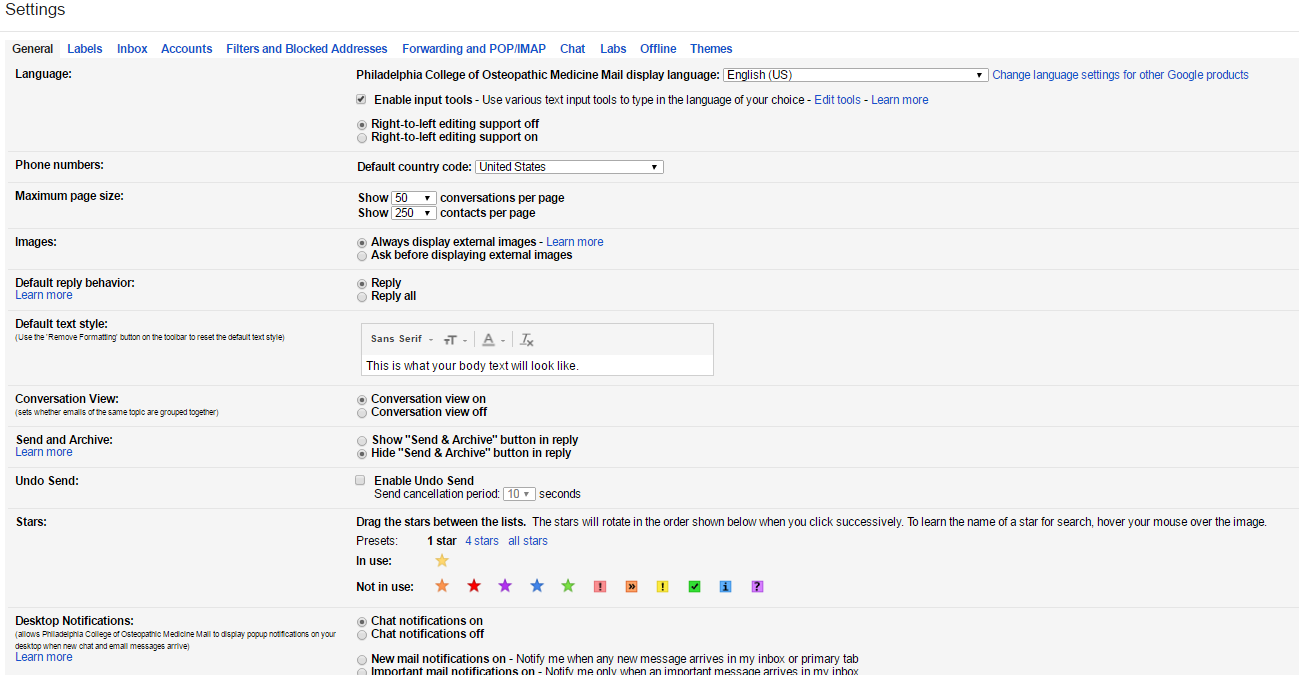 Settings
General Labels Inbox Accounts Filters and Blocked Addresses Forwarding and POP/IMAP Chat Labs Offline Themes
Language: Philadelphia College of Osteopathic Medicine Mail display language: English (US) Change language settings for other Google products
Enable input tools - Use various text input tools to type in the language of your choice - Edit tools - Learn more
Right-to-left editing support off
Right-to-left editing support on
Phone numbers: Default country code: United States
Maximum page size: Show 50 conversations per page
Show 250 contacts per page
Images: Always display external images - Learn more
Ask before displaying external images
Default reply behavior: Reply
Learn more Reply all
Default text style:
(Use the 'Remove Formatting' button on the toolbar to reset the default text style)
Sans Serif
This is what your body text will look like.
Conversation View: Conversation view on
(sets whether emails of the same topic are grouped together) Conversation view off
Send and Archive: Show "Send & Archive" button in reply
Learn more Hide "Send & Archive" button in reply
Undo Send: Enable Undo Send
Send cancellation period: 10 seconds
Stars: Drag the stars between the lists. The stars will rotate in the order shown below when you click successively. To learn the name of a star for search, hover your mouse over the image.
Presets: 1 star 4 stars all stars
In use:
Not in use:
Desktop Notifications: Chat notifications on
(allows Philadelphia College of Osteopathic Medicine Mail to display popup notifications on your Chat notifications off
desktop when new chat and email messages arrive)
Learn more New mail notifications on - Notify me when any new message arrives in my inbox or primary tab
Important mail notifications on - Notify me only when an important message arrives in my inbox